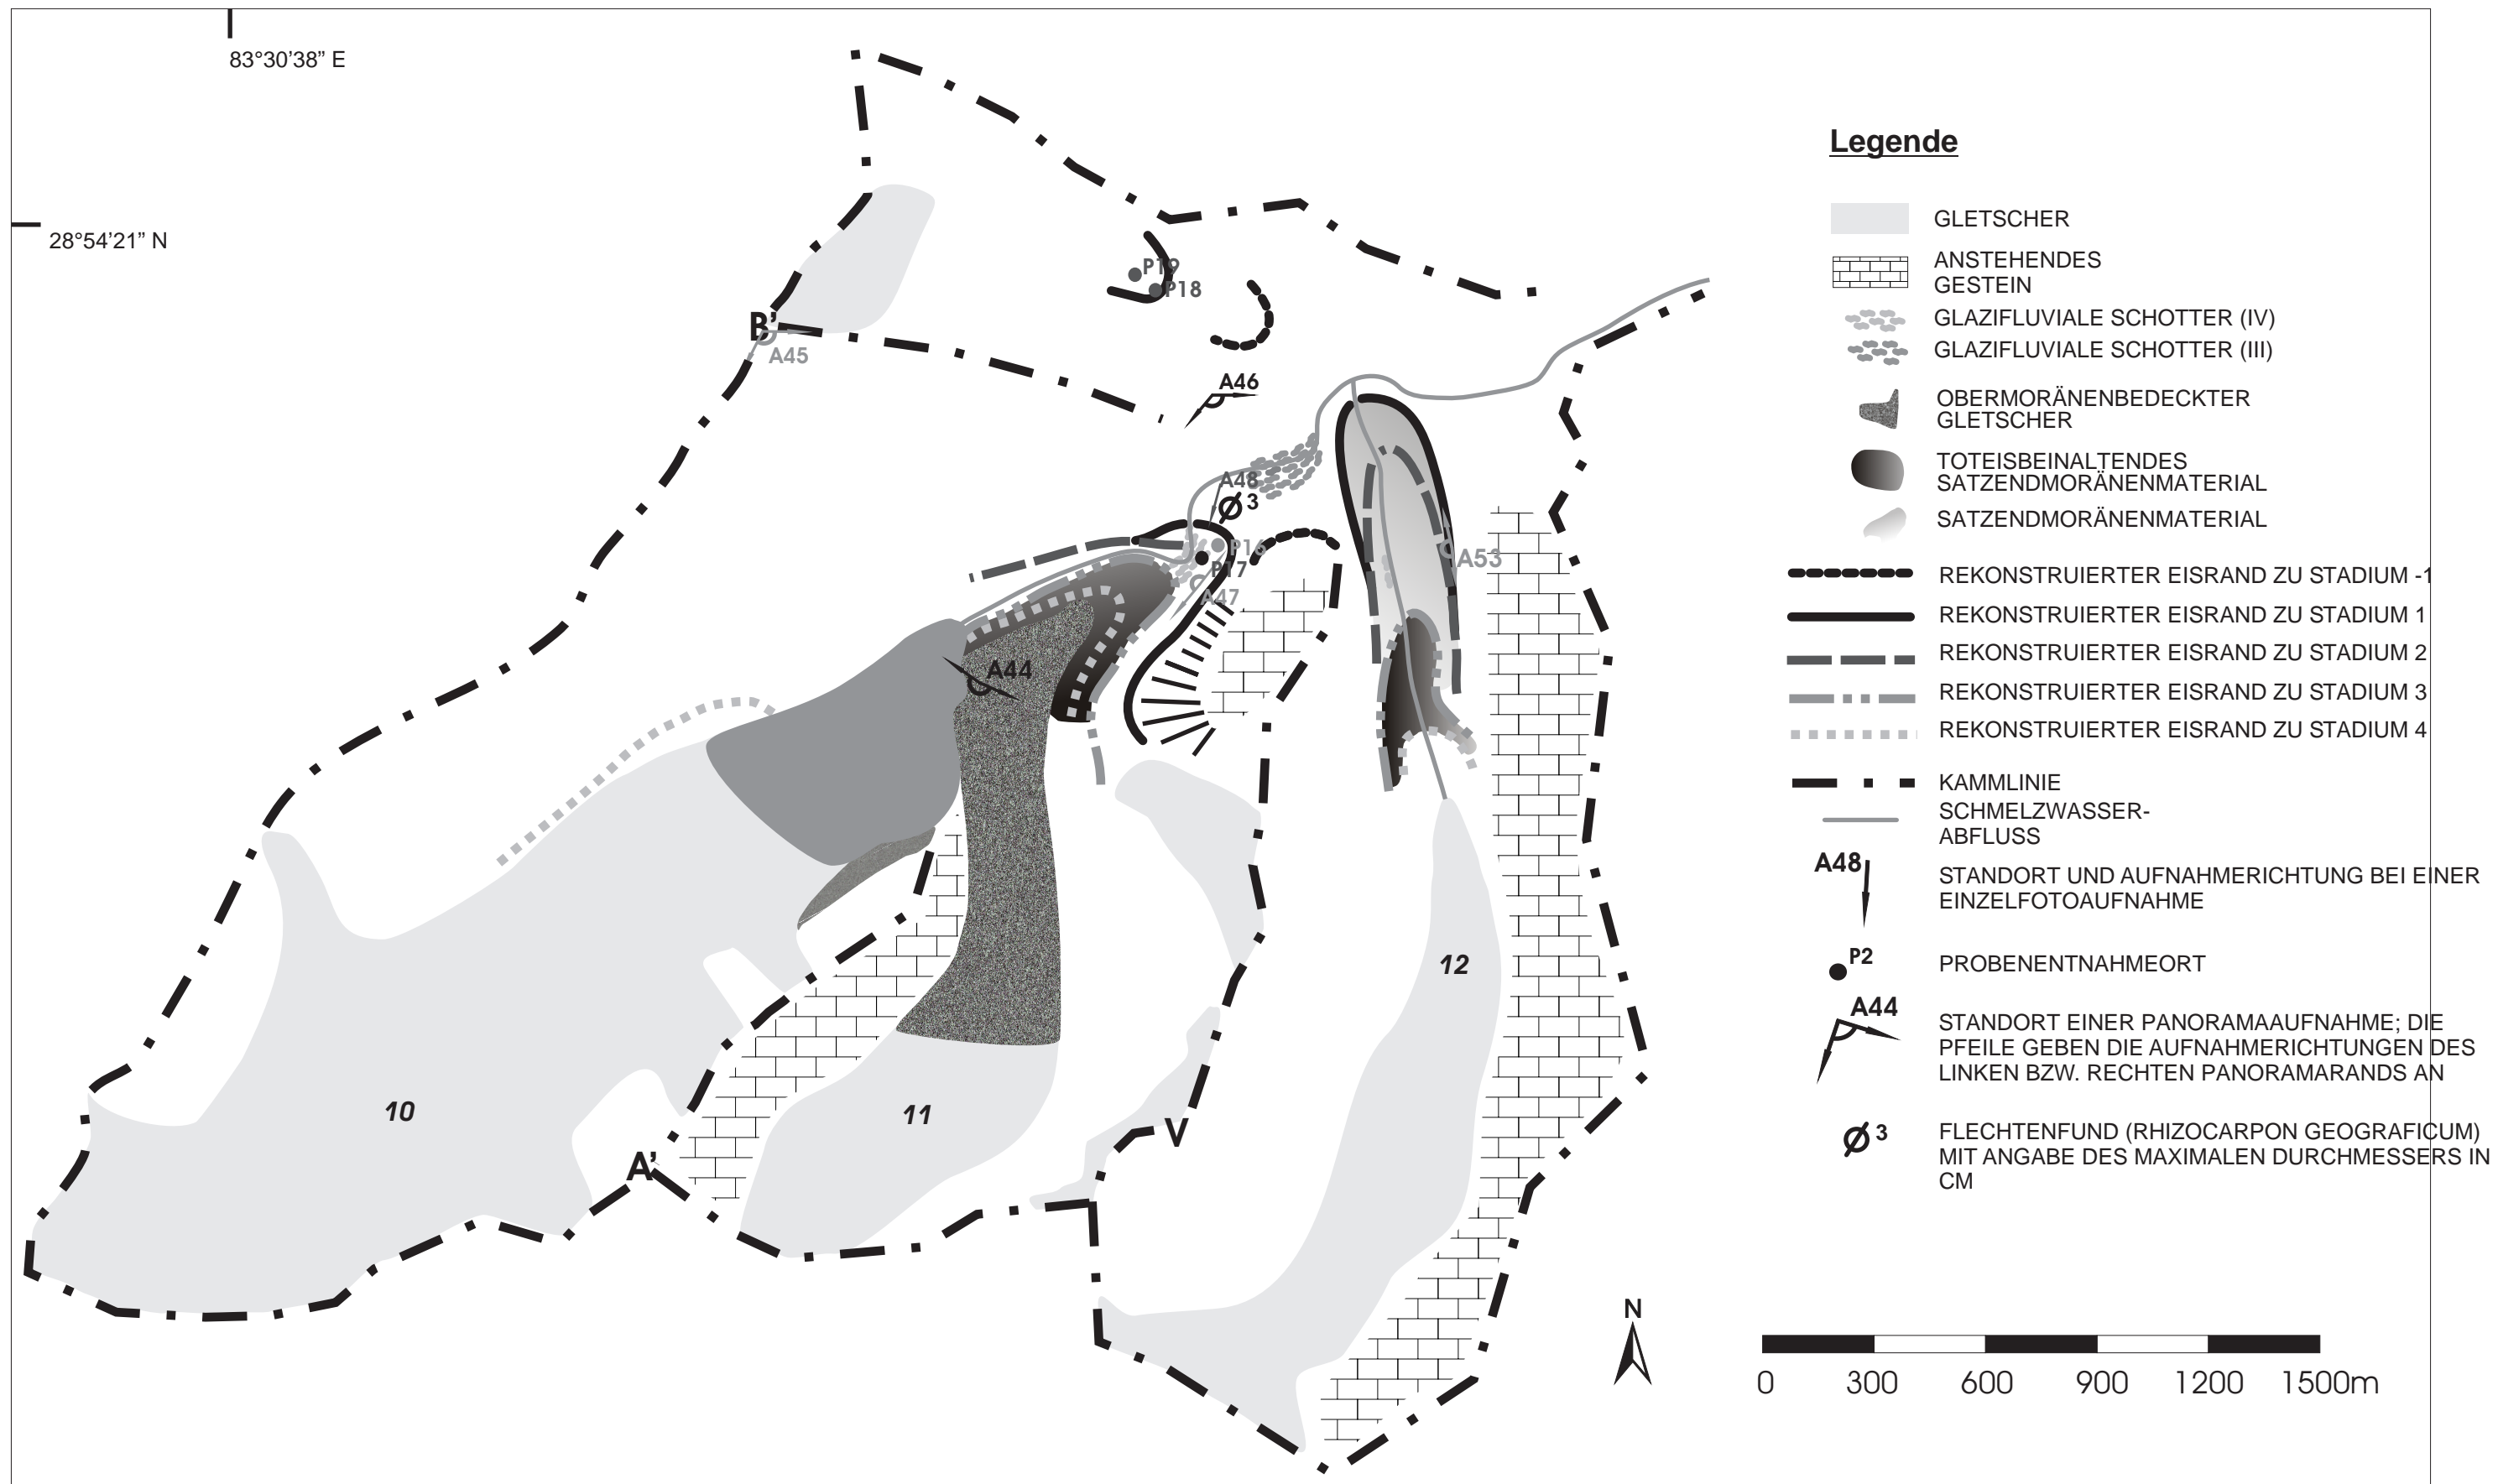 83°30’38” E
28°54’21” N
P19
P18
B’
A45
A46
A48
Ø 3
P16
P17
A47
A53
A44
12
10
11
V
A’
N
Legende
GLETSCHER
ANSTEHENDES
GESTEIN
GLAZIFLUVIALE SCHOTTER (IV)
GLAZIFLUVIALE SCHOTTER (III)
OBERMORÄNENBEDECKTER
GLETSCHER
TOTEISBEINALTENDES
SATZENDMORÄNENMATERIAL
SATZENDMORÄNENMATERIAL
REKONSTRUIERTER EISRAND ZU STADIUM -1
REKONSTRUIERTER EISRAND ZU STADIUM 1
REKONSTRUIERTER EISRAND ZU STADIUM 2
REKONSTRUIERTER EISRAND ZU STADIUM 3
REKONSTRUIERTER EISRAND ZU STADIUM 4
KAMMLINIE
SCHMELZWASSER-
ABFLUSS
A48
STANDORT UND AUFNAHMERICHTUNG BEI EINER
EINZELFOTOAUFNAHME
P2
PROBENENTNAHMEORT
A44
STANDORT EINER PANORAMAAUFNAHME; DIE
PFEILE GEBEN DIE AUFNAHMERICHTUNGEN DES
LINKEN BZW. RECHTEN PANORAMARANDS AN
Ø 3
FLECHTENFUND (RHIZOCARPON GEOGRAFICUM)
MIT ANGABE DES MAXIMALEN DURCHMESSERS IN
CM
0 300 600 900 1200 1500m